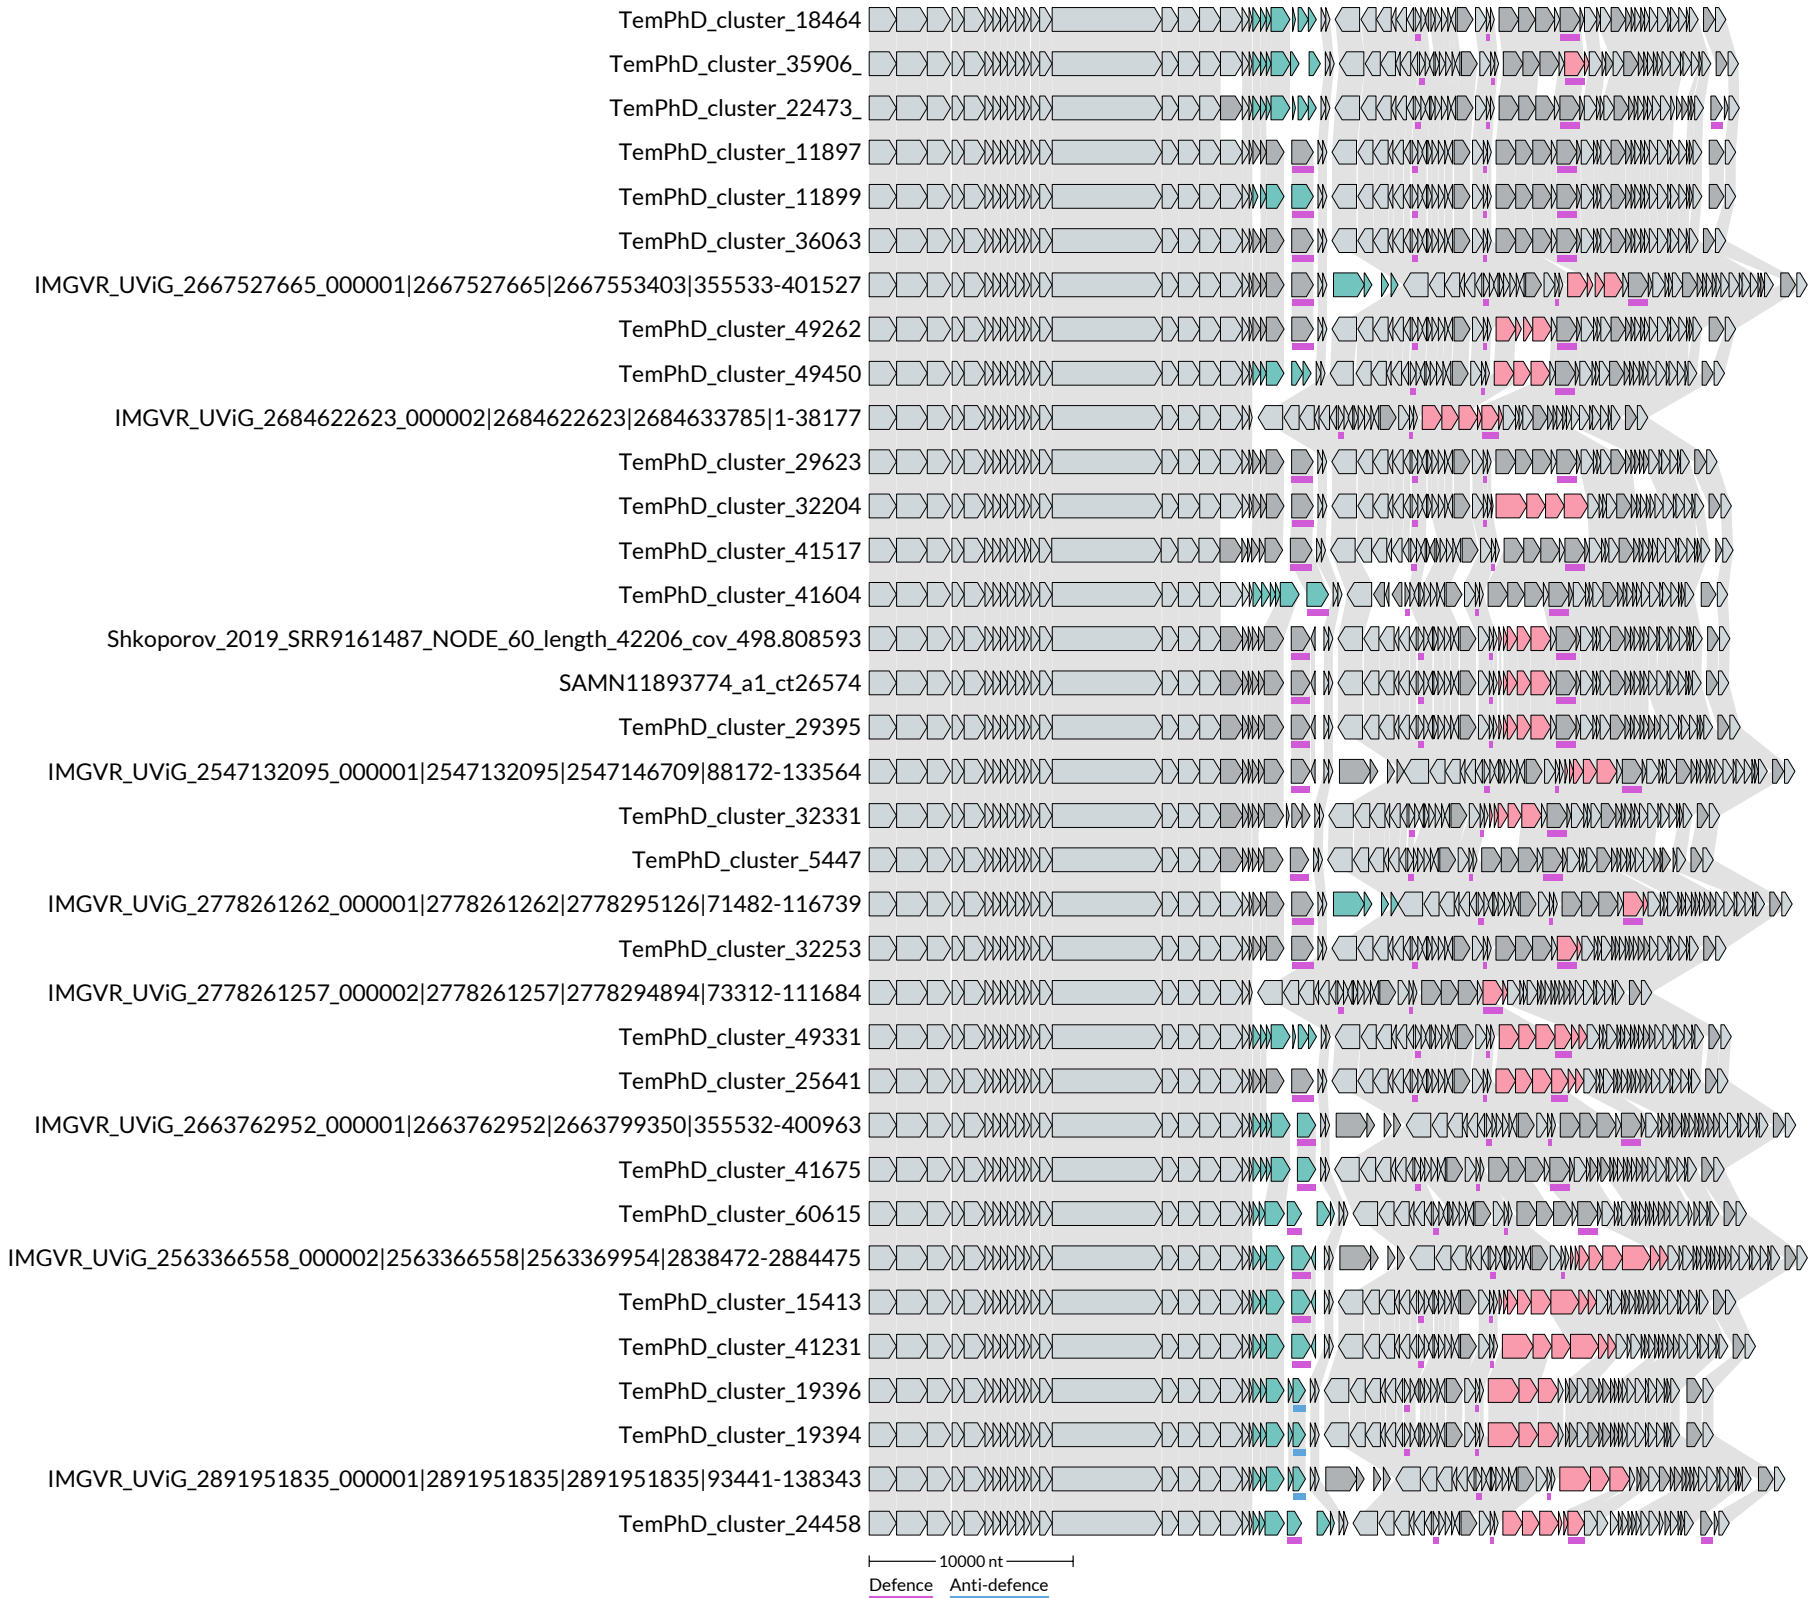 TemPhD_cluster_18464
TemPhD_cluster_35906_
TemPhD_cluster_22473_
TemPhD_cluster_11897
TemPhD_cluster_11899
TemPhD_cluster_36063
IMGVR_UViG_2667527665_000001|2667527665|2667553403|355533-401527
TemPhD_cluster_49262
TemPhD_cluster_49450
IMGVR_UViG_2684622623_000002|2684622623|2684633785|1-38177
TemPhD_cluster_29623
TemPhD_cluster_32204
TemPhD_cluster_41517
TemPhD_cluster_41604
Shkoporov_2019_SRR9161487_NODE_60_length_42206_cov_498.808593
SAMN11893774_a1_ct26574
TemPhD_cluster_29395
IMGVR_UViG_2547132095_000001|2547132095|2547146709|88172-133564
TemPhD_cluster_32331
TemPhD_cluster_5447
IMGVR_UViG_2778261262_000001|2778261262|2778295126|71482-116739
TemPhD_cluster_32253
IMGVR_UViG_2778261257_000002|2778261257|2778294894|73312-111684
TemPhD_cluster_49331
TemPhD_cluster_25641
IMGVR_UViG_2663762952_000001|2663762952|2663799350|355532-400963
TemPhD_cluster_41675
TemPhD_cluster_60615
IMGVR_UViG_2563366558_000002|2563366558|2563369954|2838472-2884475
TemPhD_cluster_15413
TemPhD_cluster_41231
TemPhD_cluster_19396
TemPhD_cluster_19394
IMGVR_UViG_2891951835_000001|2891951835|2891951835|93441-138343
TemPhD_cluster_24458
10000 nt
Defence Anti-defence